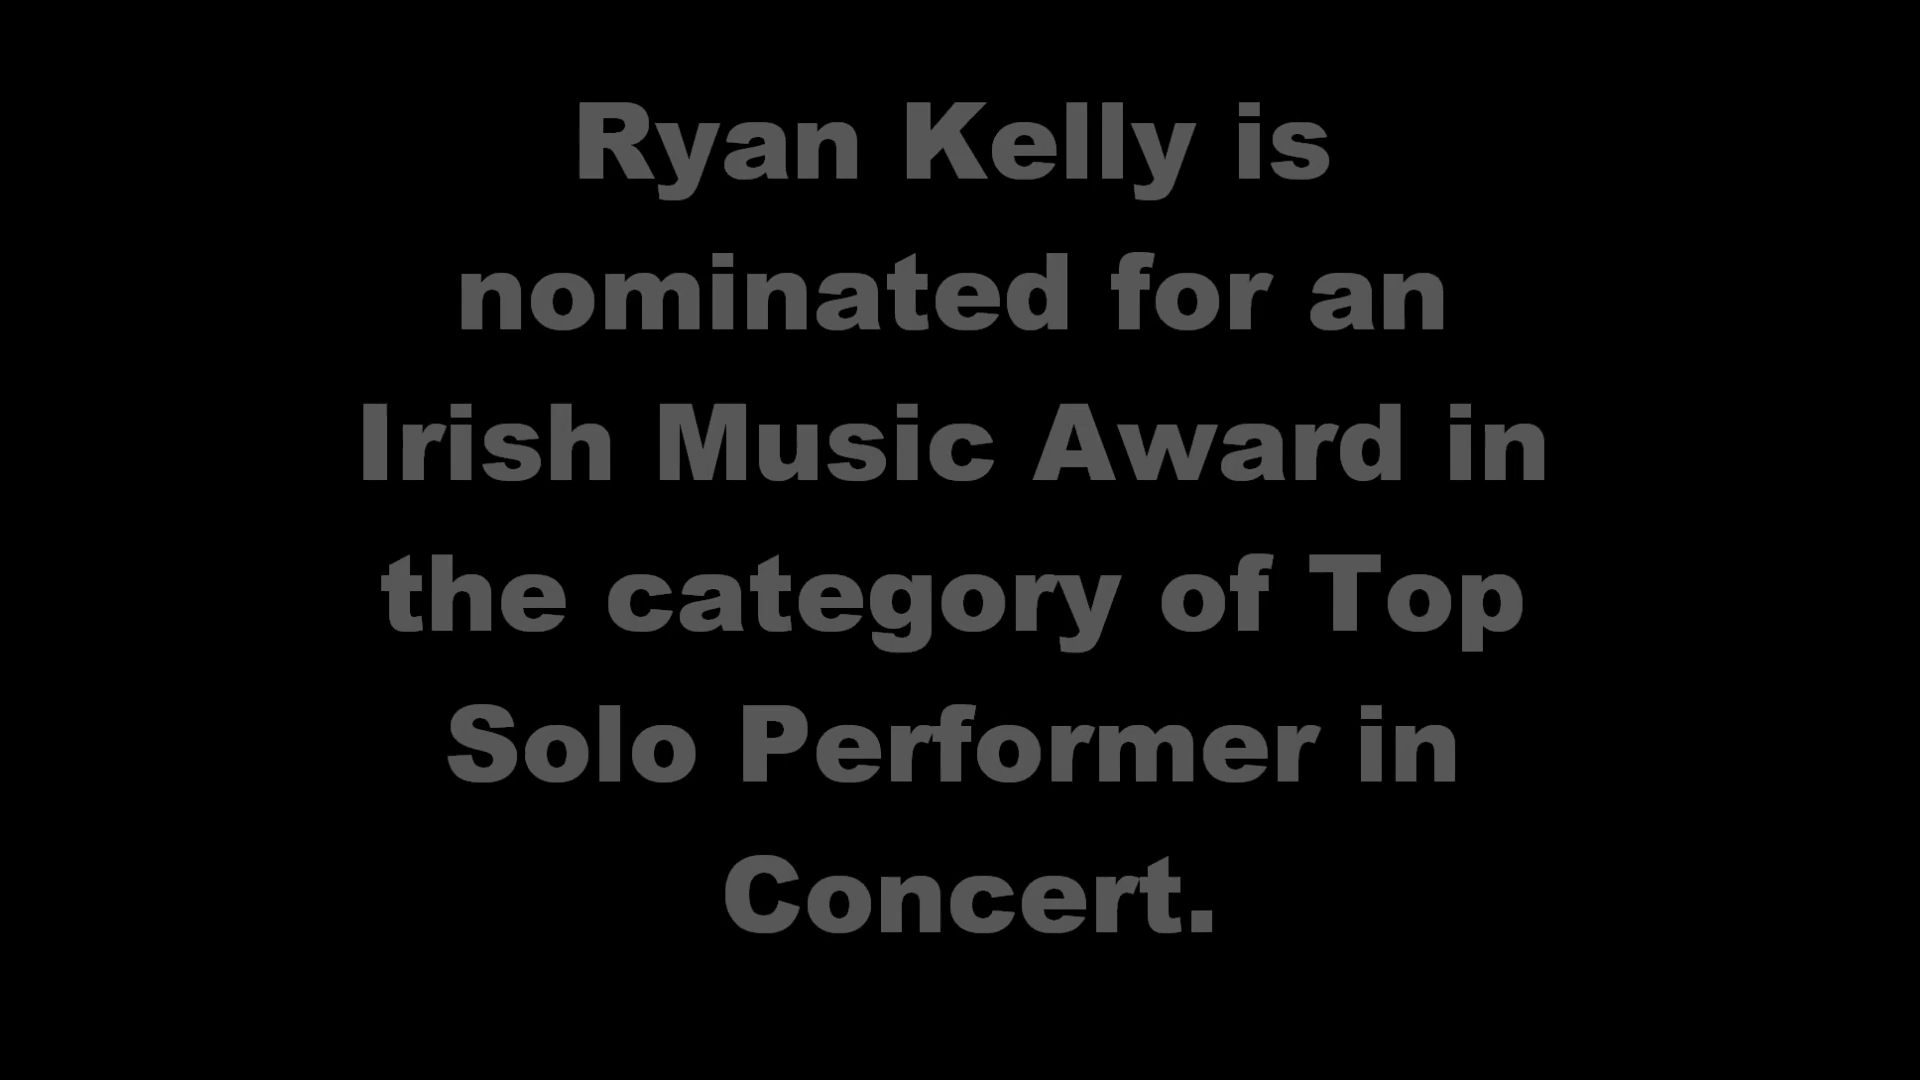 Ryan Kelly is
nominated for an
Irish Music Award in
the category of Top
Solo Performer in
Concert.